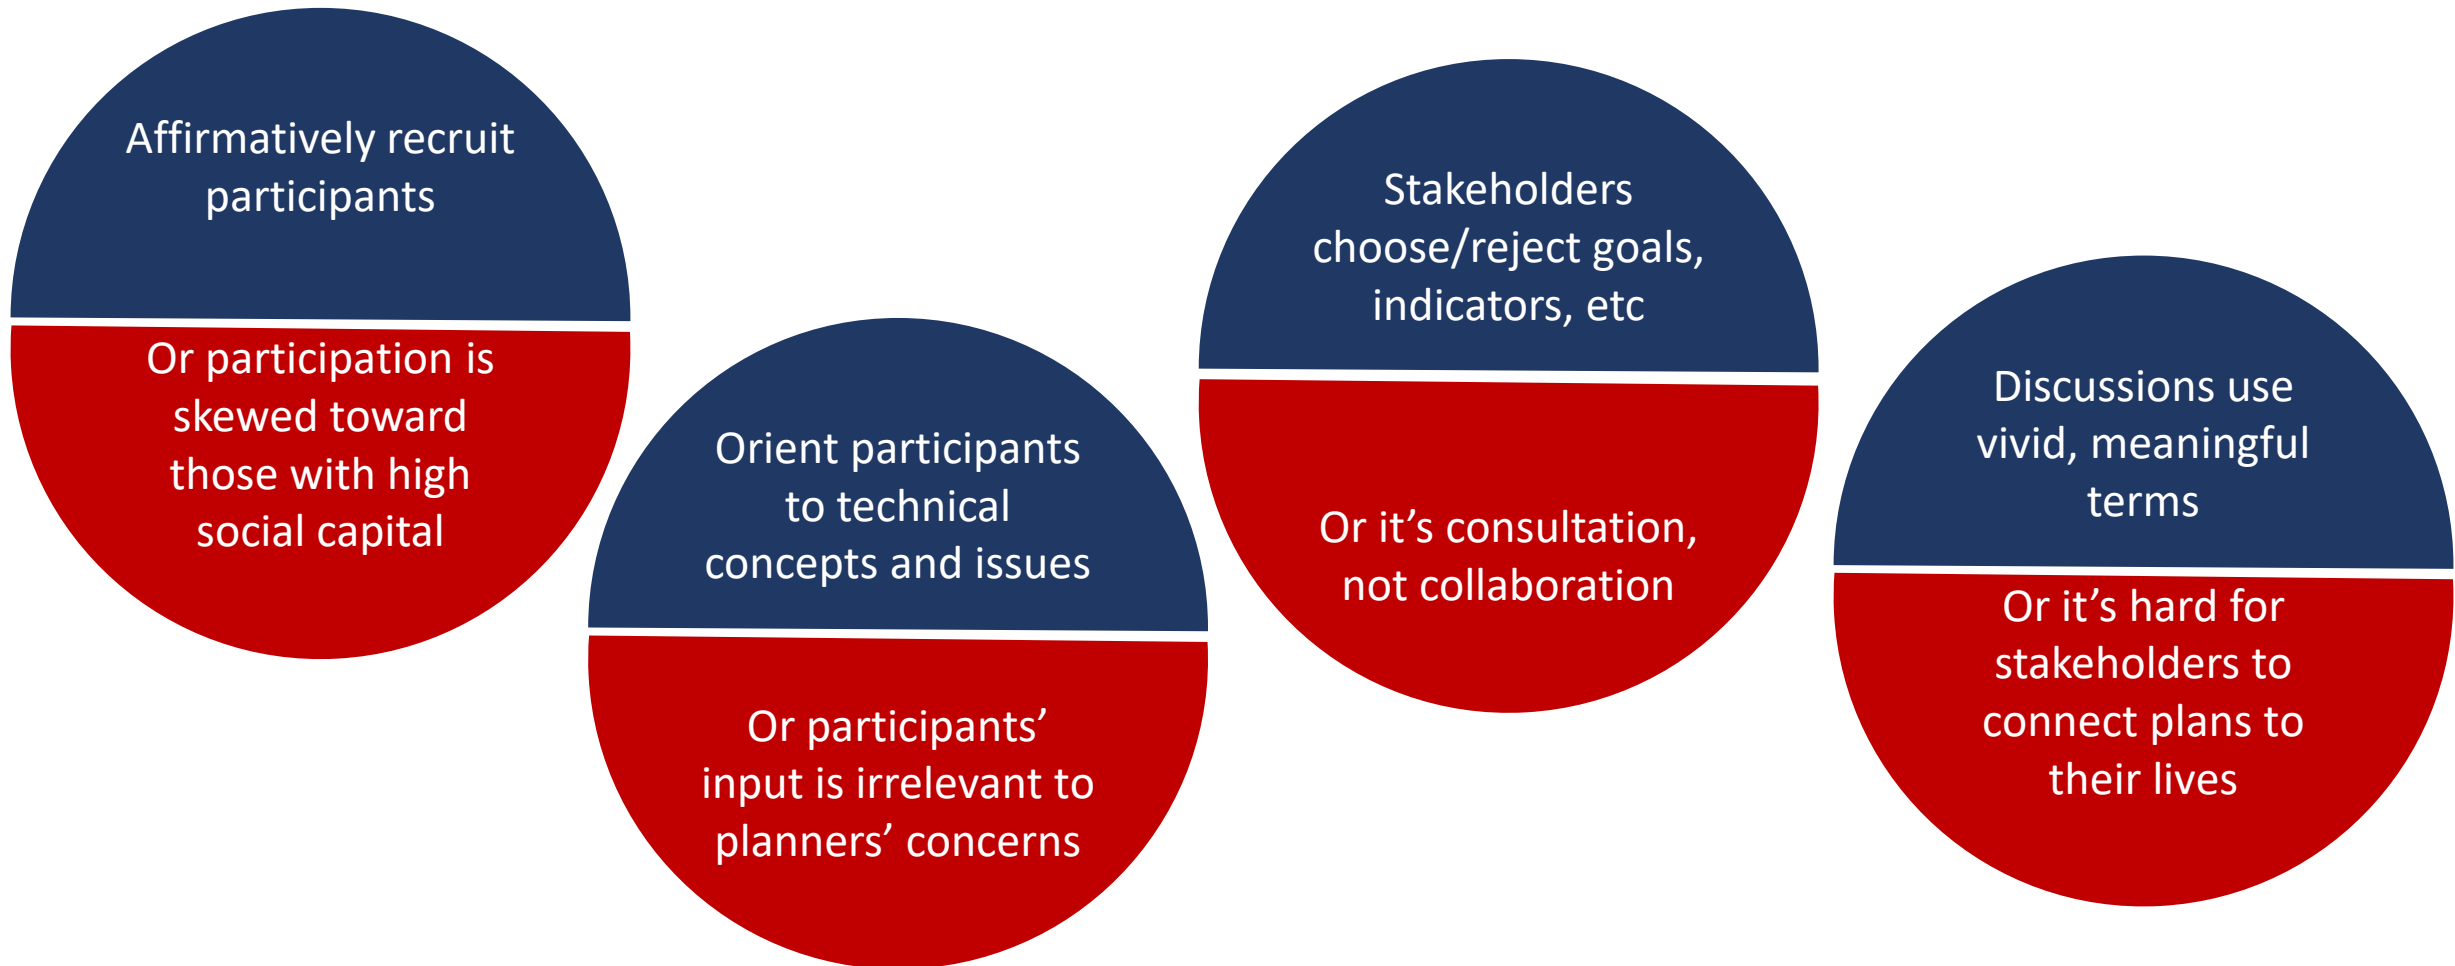 Affirmatively recruit
participants
Or participation is
skewed toward
those with high
social capital
Orient participants
to technical
concepts and issues
Or participants’
input is irrelevant to
planners’ concerns
Stakeholders
choose/reject goals,
indicators, etc
Or it’s consultation,
not collaboration
Discussions use
vivid, meaningful
terms
Or it’s hard for
stakeholders to
connect plans to
their lives